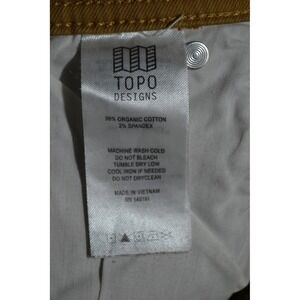 TOPO
DESIGNS
98% ORGANIC COTTON
2% SPANDEX
MACHINE WASH COLD
DO NOT BLEACH
TUMBLE DRY LOW
COOL IRON IF NEEDED
DO NOT DRYCLEAN
MADE IN VIETNAM
RN